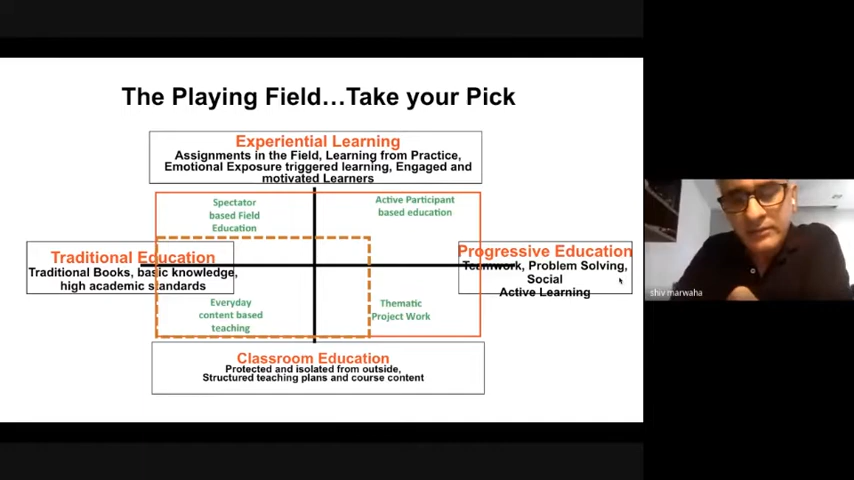 The Playing Field...Take your Pick
Experiential Learning
Assignments in the Field, Learning from Practice,
Emotional Exposure triggered learning, Engaged and
motivated Learners
Spectator
based Field
Education
Active Participant
based education
Traditional Education
Traditional Books, basic knowledge,
high academic standards
Progressive Education
Termwork, Problem Solving,
Social
Active Learning
Everyday
content based
teaching
Thematic
Project Work
Classroom Education
Protected and isolated from outside,
Structured teaching plans and course content
shiv marwaha